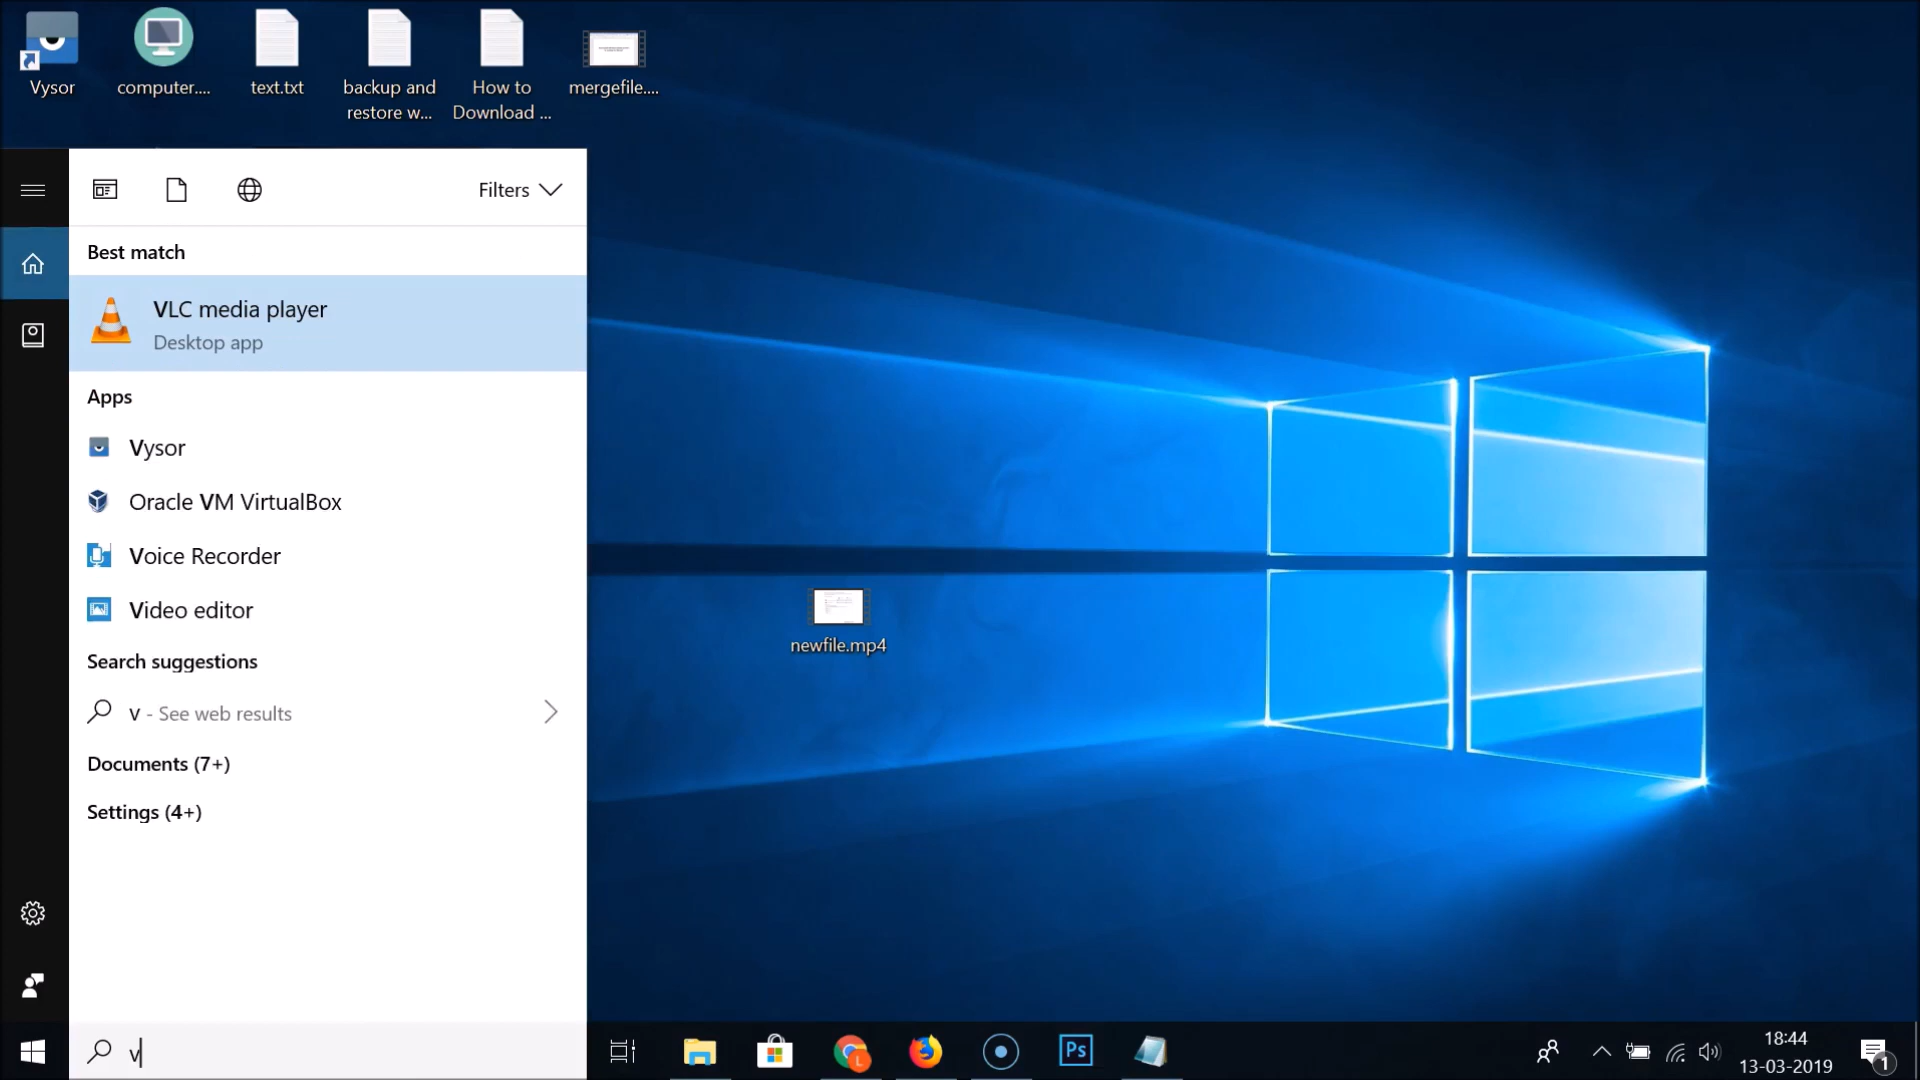 Vysor
computer....
text.txt
backup and
restore w...
How to
Download ...
mergefile....
Filters
Best match
VLC media player
Desktop app
Apps
Vysor
Oracle VM VirtualBox
Voice Recorder
Video editor
Search suggestions
v - See web results
Documents (7+)
Settings (4+)
newfile.mp4
v
L
Ps
18:44
13-03-2019
1